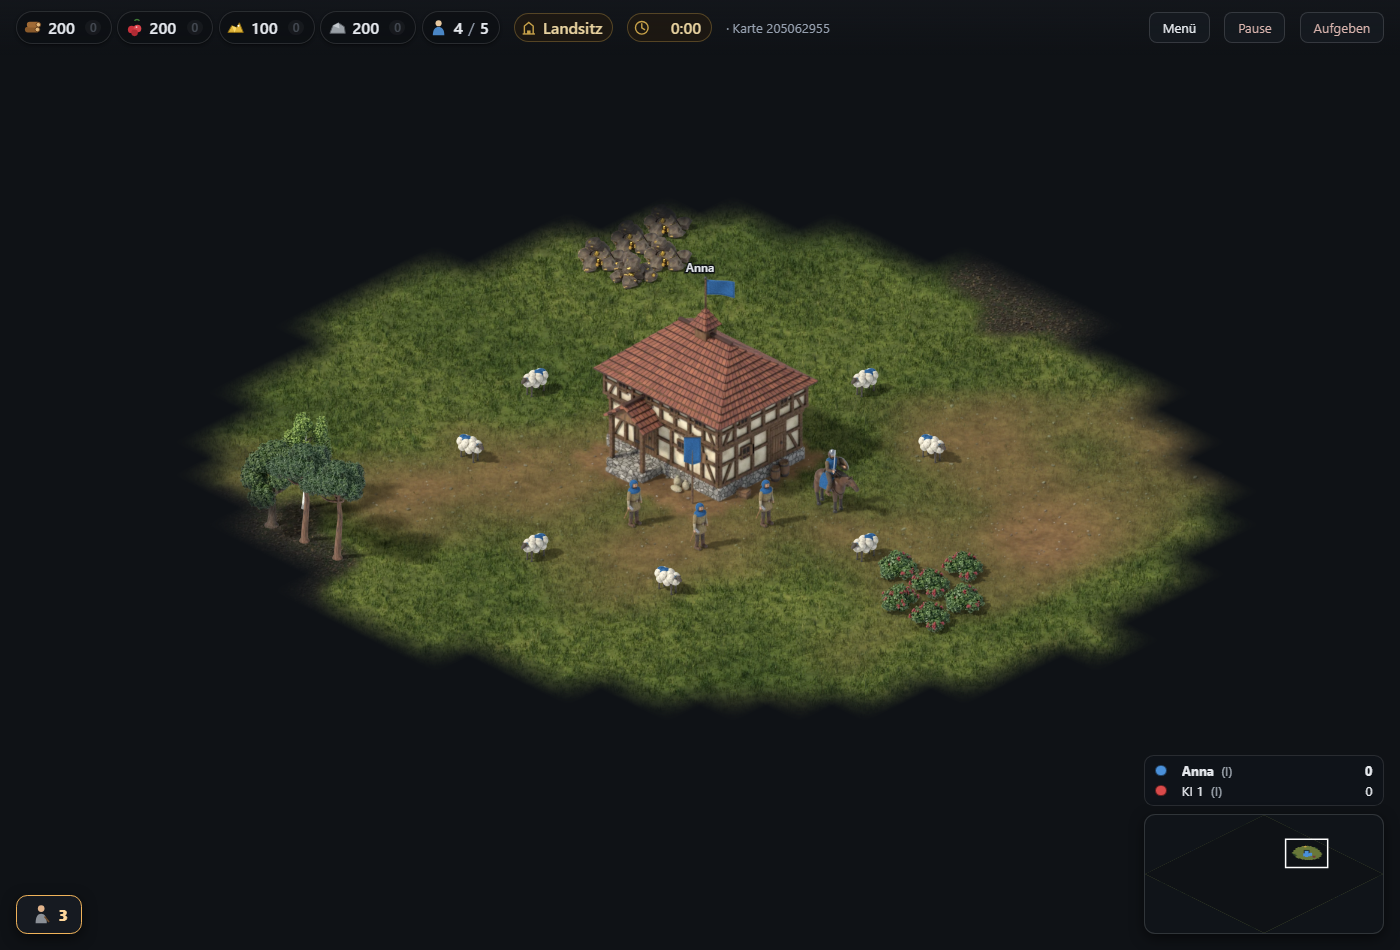 200 0 200 0 100 0 200 0 4 / 5 Landsitz 0:00 · Karte 205062955 Menü Pause Aufgeben
Anna
Anna (I) 0
KI 1 (I) 0
3